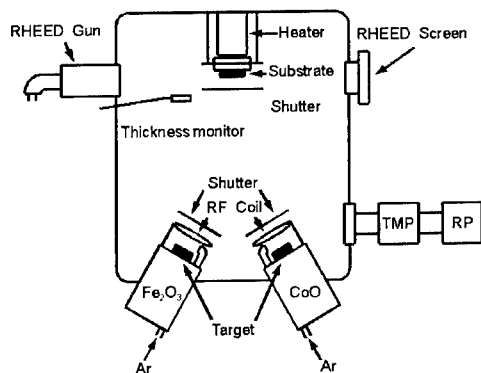 RHEED Gun
Heater
RHEED Screen
Substrate
Shutter
Thickness monitor
Shutter
RF Coil
TMP
RP
Fe₂O₃
CoO
Target
Ar
Ar